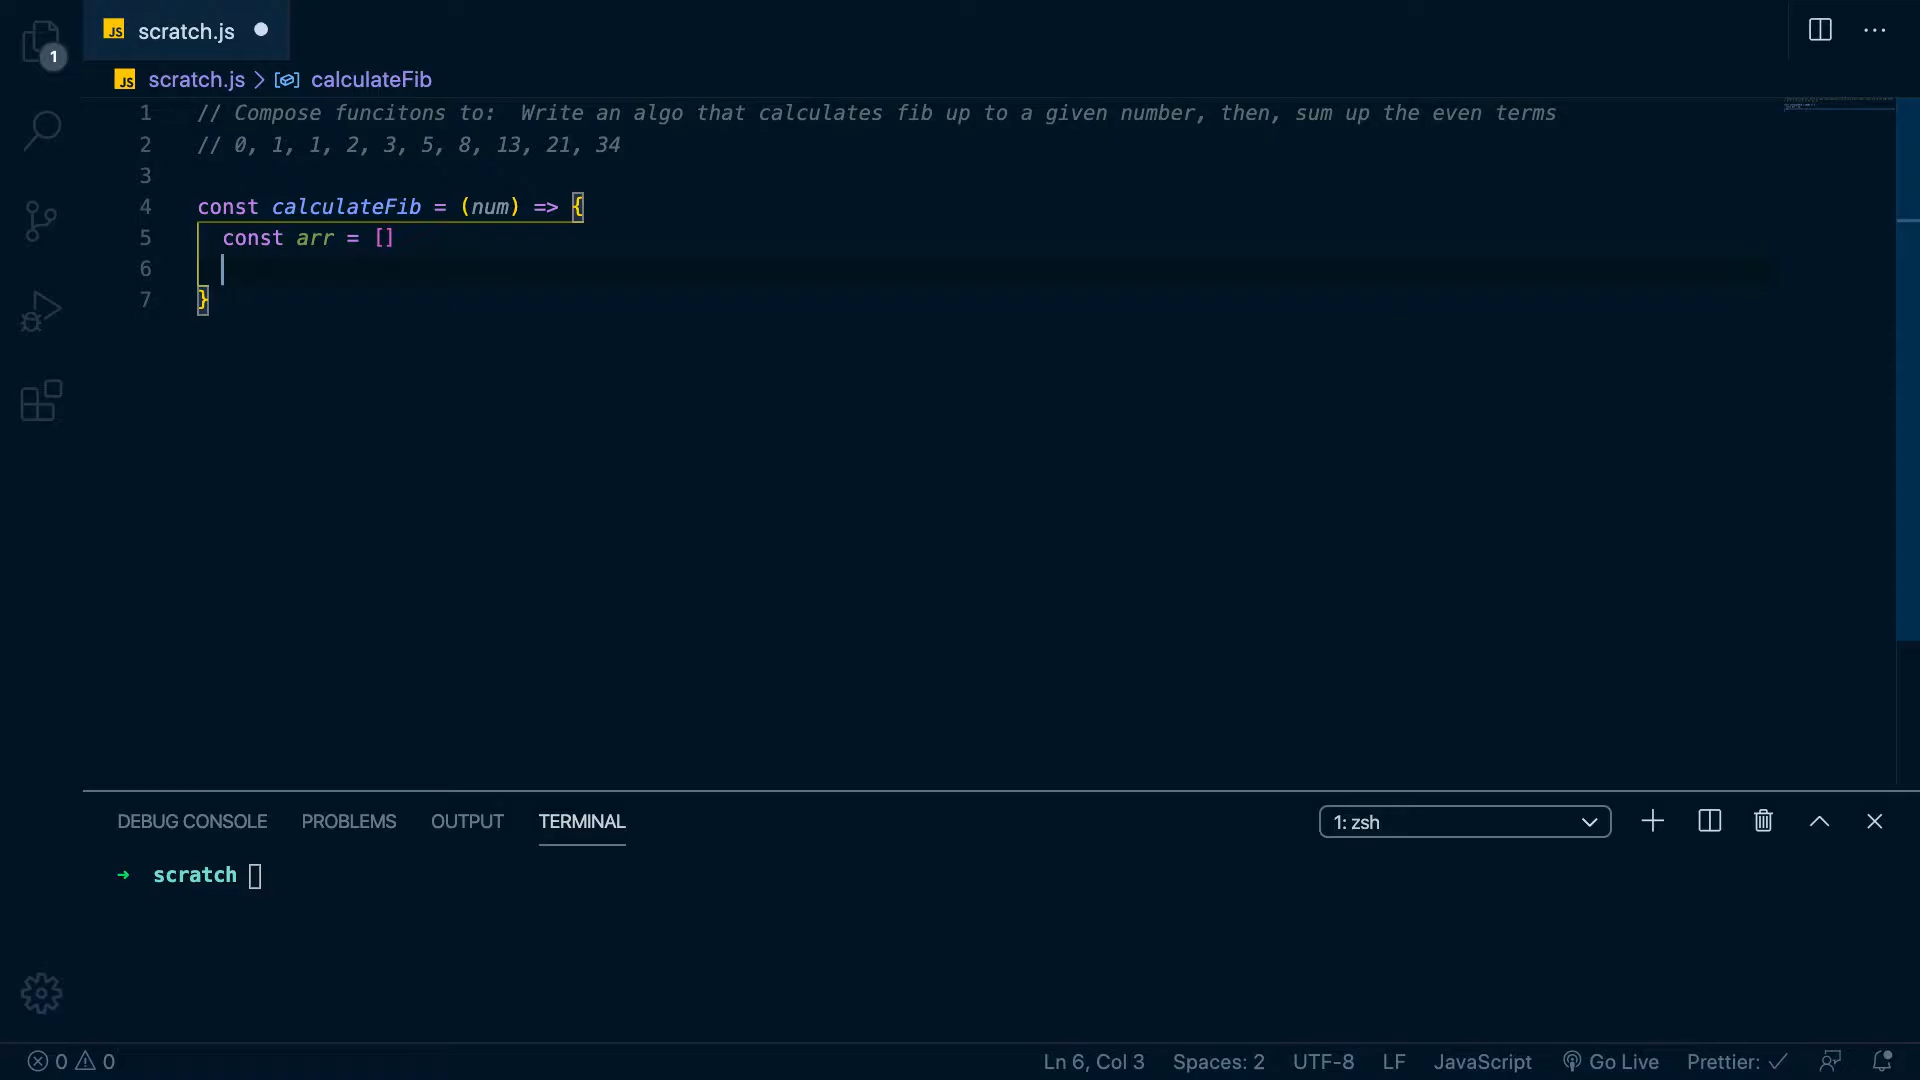 JS scratch.js
1
JS scratch.js > calculateFib
1 // Compose funcitons to:  Write an algo that calculates fib up to a given number, then, sum up the even terms
2 // 0, 1, 1, 2, 3, 5, 8, 13, 21, 34
3
4 const calculateFib = (num) => {
5 const arr = []
6
7 }
DEBUG CONSOLE PROBLEMS OUTPUT TERMINAL 1: zsh
→ scratch
0 0 Ln 6, Col 3 Spaces: 2 UTF-8 LF JavaScript Go Live Prettier: ✓